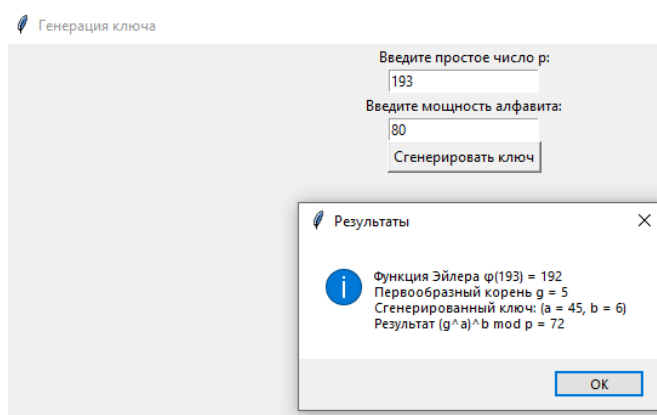 Генерация ключа
Введите простое число p:
193
Введите мощность алфавита:
80
Сгенерировать ключ
Результаты
Функция Эйлера φ(193) = 192
Первообразный корень g = 5
Сгенерированный ключ: (a = 45, b = 6)
Результат (g^a)^b mod p = 72
OK